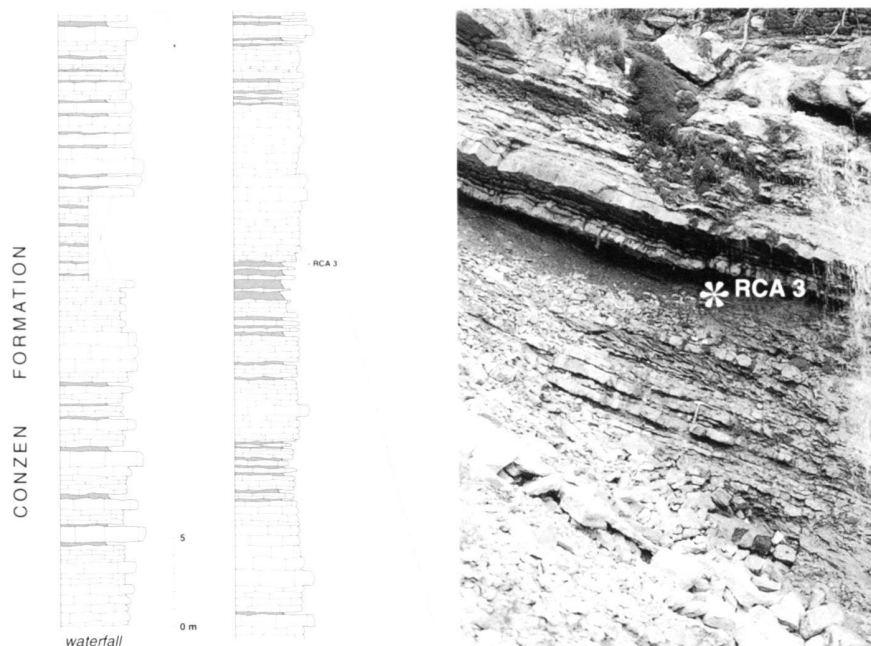 CONZEN FORMATION
- RCA 3
5
0 m
waterfall
RCA 3